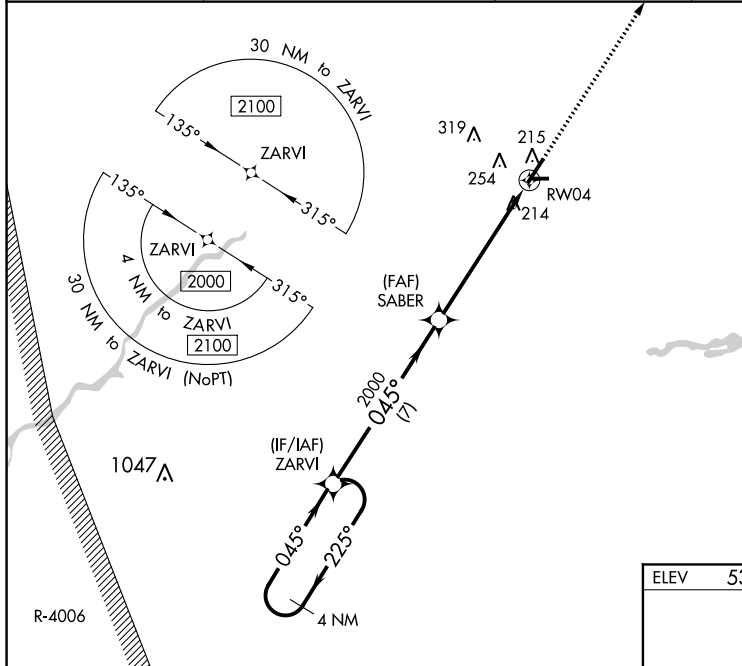 30 NM to ZARVI
2100
135°
ZARVI
315°
135°
ZARVI
2000
315°
4 NM to ZARVI
2100
30 NM to ZARVI (NoPT)
319
215
254
RW04
214
(FAF)
SABER
2000
045°
(7)
(IF/IAF)
ZARVI
1047
045°
225°
4 NM
R-4006
ELEV 53